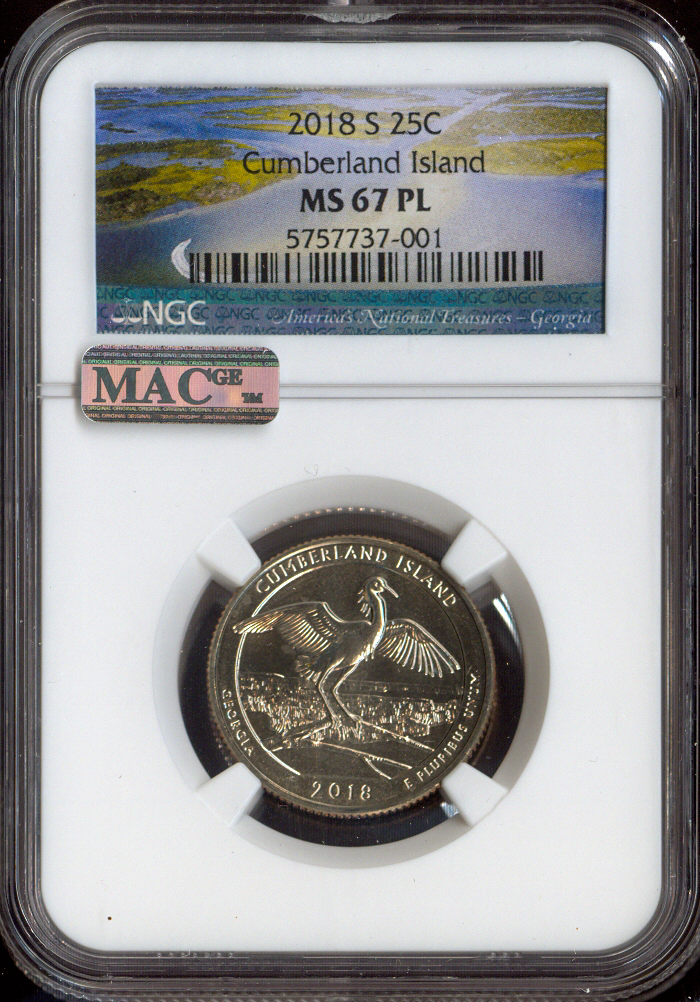 2018 S 25C
Cumberland Island
MS 67 PL
5757737-001
NGC
America's National Treasures – Georgia
MAC GE TM
CUMBERLAND ISLAND
GEORGIA
2018
E PLURIBUS UNUM